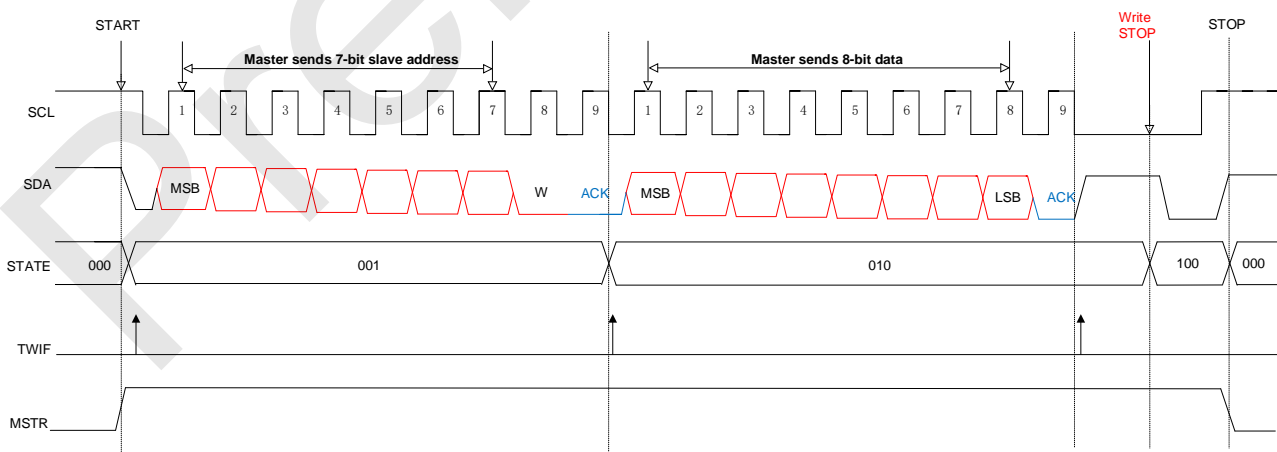 START
Write
STOP
STOP
Master sends 7-bit slave address
Master sends 8-bit data
SCL
1 2 3 4 5 6 7 8 9 1 2 3 4 5 6 7 8 9
SDA
MSB W ACK MSB LSB ACK
STATE
000 001 010 100 000
TWIF
MSTR
Pre